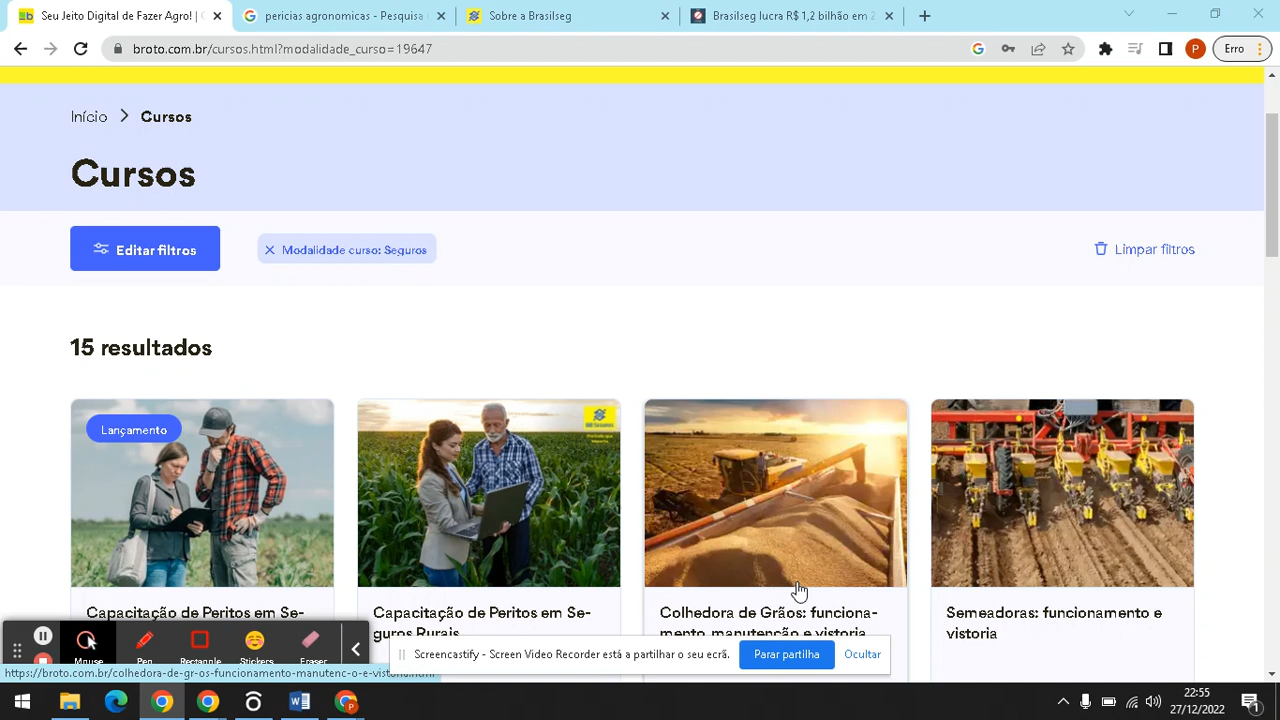 Seu Jeito Digital de Fazer Agro! | C
pericias agronomicas - Pesquisa
Sobre a Brasilseg
Brasilseg lucra R$ 1,2 bilhão em 2
broto.com.br/cursos.html?modalidade_curso=19647
P
Erro
Início > Cursos
Cursos
Editar filtros
Modalidade curso: Seguros
Limpar filtros
15 resultados
Lançamento
BB Seguros
Capacitação de Peritos em Se-
Capacitação de Peritos em Se-
guros Rurais
Colhedora de Grãos: funciona-
mento, manutenção e vistoria
Semeadoras: funcionamento e
vistoria
Mouse
Pen
Rectangle
Stickers
Eraser
Screencastify - Screen Video Recorder está a partilhar o seu ecrã.
Parar partilha
Ocultar
https://broto.com.br/colhedora-de-gr-os-funcionamento-manutenc-o-e-vistoria.html
22:55
27/12/2022